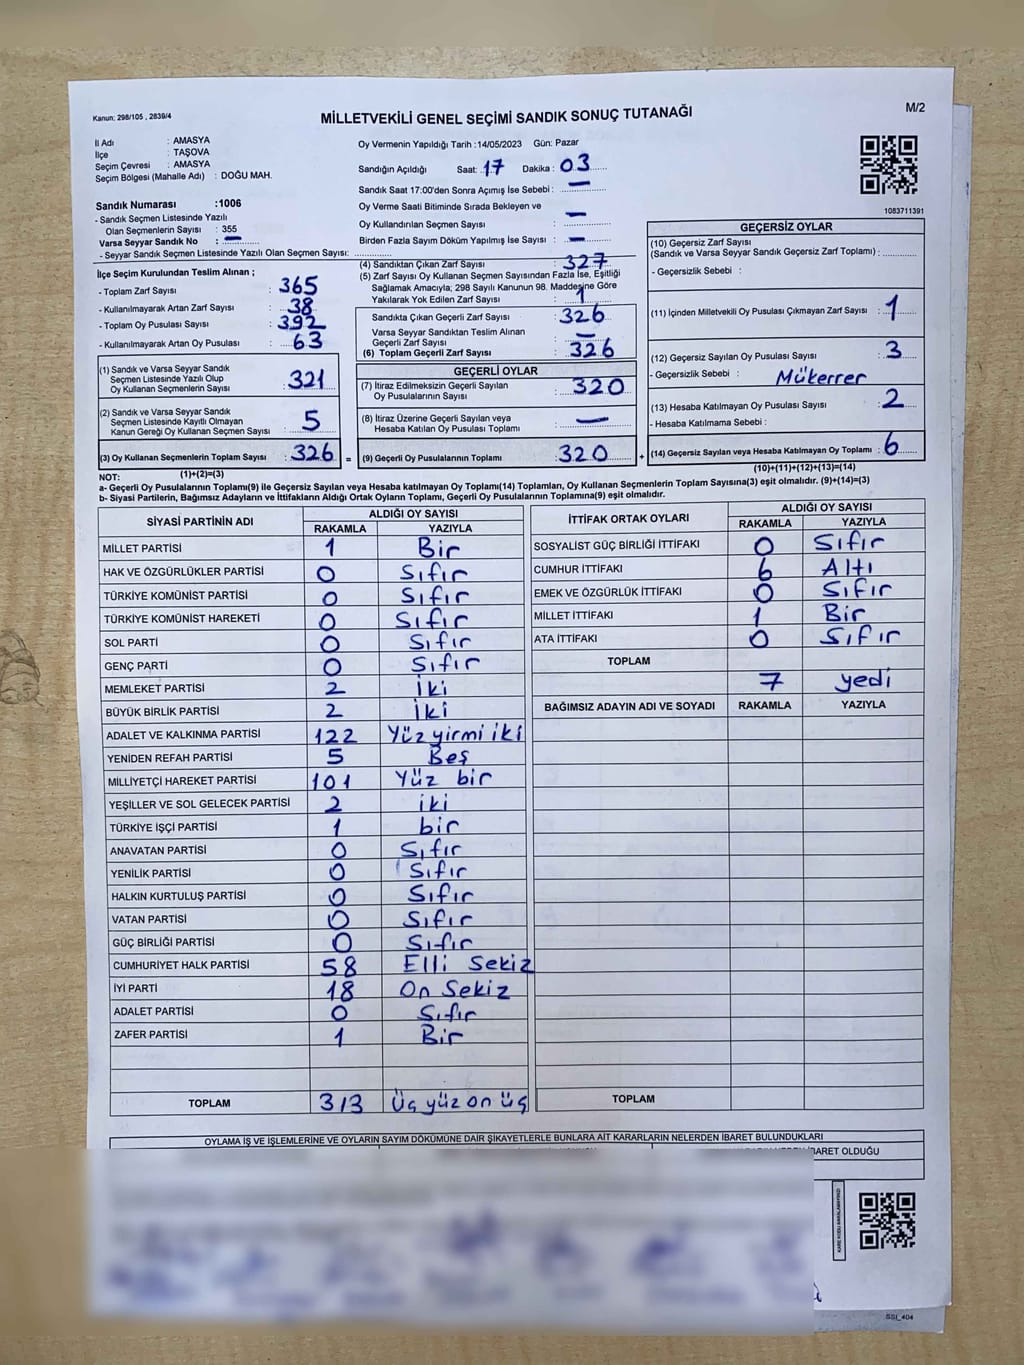 Kanun: 298/105 , 2839/4
MİLLETVEKİLİ GENEL SEÇİMİ SANDIK SONUÇ TUTANAĞI
M/2
İl Adı : AMASYA
İlçe : TAŞOVA
Seçim Çevresi : AMASYA
Seçim Bölgesi (Mahalle Adı) : DOĞU MAH.
Sandık Numarası :1006
- Sandık Seçmen Listesinde Yazılı
Olan Seçmenlerin Sayısı : 355
Varsa Seyyar Sandık No : —
- Seyyar Sandık Seçmen Listesinde Yazılı Olan Seçmen Sayısı:
Oy Vermenin Yapıldığı Tarih :14/05/2023 Gün: Pazar
Sandığın Açıldığı Saat: 17 Dakika : 03
Sandık Saat 17:00'den Sonra Açımış İse Sebebi : —
Oy Verme Saati Bitiminde Sırada Bekleyen ve
Oy Kullandırılan Seçmen Sayısı : —
Birden Fazla Sayım Döküm Yapılmış İse Sayısı : —
1083711391
İlçe Seçim Kurulundan Teslim Alınan ;
- Toplam Zarf Sayısı : 365
- Kullanılmayarak Artan Zarf Sayısı : 38
- Toplam Oy Pusulası Sayısı : 392
- Kullanılmayarak Artan Oy Pusulası : 63
(1) Sandık ve Varsa Seyyar Sandık
Seçmen Listesinde Yazılı Olup
Oy Kullanan Seçmenlerin Sayısı : 321
(2) Sandık ve Varsa Seyyar Sandık
Seçmen Listesinde Kayıtlı Olmayan
Kanun Gereği Oy Kullanan Seçmen Sayısı : 5
(3) Oy Kullanan Seçmenlerin Toplam Sayısı : 326
(1)+(2)=(3)
(4) Sandıktan Çıkan Zarf Sayısı : 327
(5) Zarf Sayısı Oy Kullanan Seçmen Sayısından Fazla İse, Eşitliği
Sağlamak Amacıyla; 298 Sayılı Kanunun 98. Maddesine Göre
Yakılarak Yok Edilen Zarf Sayısı : 1
Sandıkta Çıkan Geçerli Zarf Sayısı : 326
Varsa Seyyar Sandıktan Teslim Alınan
Geçerli Zarf Sayısı : —
(6) Toplam Geçerli Zarf Sayısı : 326
GEÇERLİ OYLAR
(7) İtiraz Edilmeksizin Geçerli Sayılan
Oy Pusulalarının Sayısı : 320
(8) İtiraz Üzerine Geçerli Sayılan veya
Hesaba Katılan Oy Pusulası Toplamı : —
= (9) Geçerli Oy Pusulalarının Toplamı : 320 +
GEÇERSİZ OYLAR
(10) Geçersiz Zarf Sayısı
(Sandık ve Varsa Seyyar Sandık Geçersiz Zarf Toplamı) :
- Geçersizlik Sebebi :
(11) İçinden Milletvekili Oy Pusulası Çıkmayan Zarf Sayısı : 1
(12) Geçersiz Sayılan Oy Pusulası Sayısı : 3
- Geçersizlik Sebebi : Mükerrer
(13) Hesaba Katılmayan Oy Pusulası Sayısı : 2
- Hesaba Katılmama Sebebi :
(14) Geçersiz Sayılan veya Hesaba Katılmayan Oy Toplamı : 6
(10)+(11)+(12)+(13)=(14)
NOT:
a- Geçerli Oy Pusulaları Toplamı(9) ile Geçersiz Sayılan veya Hesaba Katılmayan Oy Toplamı(14) Toplamları, Oy Kullanan Seçmenlerin Toplam Sayısına(3) eşit olmalıdır. (9)+(14)=(3)
b- Siyasi Partilerin, Bağımsız Adayların ve İttifakların Aldığı Ortak Oyların Toplamı, Geçerli Oy Pusulalarının Toplamına(9) eşit olmalıdır.
SİYASİ PARTİNİN ADI ALDIĞI OY SAYISI
RAKAMLA YAZIYLA
MİLLET PARTİSİ 1 Bir
HAK VE ÖZGÜRLÜKLER PARTİSİ 0 Sıfır
TÜRKİYE KOMÜNİST PARTİSİ 0 Sıfır
TÜRKİYE KOMÜNİST HAREKETİ 0 Sıfır
SOL PARTİ 0 Sıfır
GENÇ PARTİ 0 Sıfır
MEMLEKET PARTİSİ 2 İki
BÜYÜK BİRLİK PARTİSİ 2 İki
ADALET VE KALKINMA PARTİSİ 122 Yüz yirmi iki
YENİDEN REFAH PARTİSİ 5 Beş
MİLLİYETÇİ HAREKET PARTİSİ 101 Yüz bir
YEŞİLLER VE SOL GELECEK PARTİSİ 2 iki
TÜRKİYE İŞÇİ PARTİSİ 1 bir
ANAVATAN PARTİSİ 0 Sıfır
YENİLİK PARTİSİ 0 Sıfır
HALKIN KURTULUŞ PARTİSİ 0 Sıfır
VATAN PARTİSİ 0 Sıfır
GÜÇ BİRLİĞİ PARTİSİ 0 Sıfır
CUMHURİYET HALK PARTİSİ 58 Elli Sekiz
İYİ PARTİ 18 On Sekiz
ADALET PARTİSİ 0 Sıfır
ZAFER PARTİSİ 1 Bir
TOPLAM 313 Üç yüz on üç
İTTİFAK ORTAK OYLARI ALDIĞI OY SAYISI
RAKAMLA YAZIYLA
SOSYALİST GÜÇ BİRLİĞİ İTTİFAKI 0 Sıfır
CUMHUR İTTİFAKI 6 Altı
EMEK VE ÖZGÜRLÜK İTTİFAKI 0 Sıfır
MİLLET İTTİFAKI 1 Bir
ATA İTTİFAKI 0 Sıfır
TOPLAM
7 yedi
BAĞIMSIZ ADAYIN ADI VE SOYADI RAKAMLA YAZIYLA
TOPLAM
OYLAMA İŞ VE İŞLEMLERİNE VE OYLARIN SAYIM DÖKÜMÜNE DAİR ŞİKAYETLERLE BUNLARA AİT KARARLARIN NELERDEN İBARET BULUNDUKLARI
İBARET OLDUĞU
SSİ_404